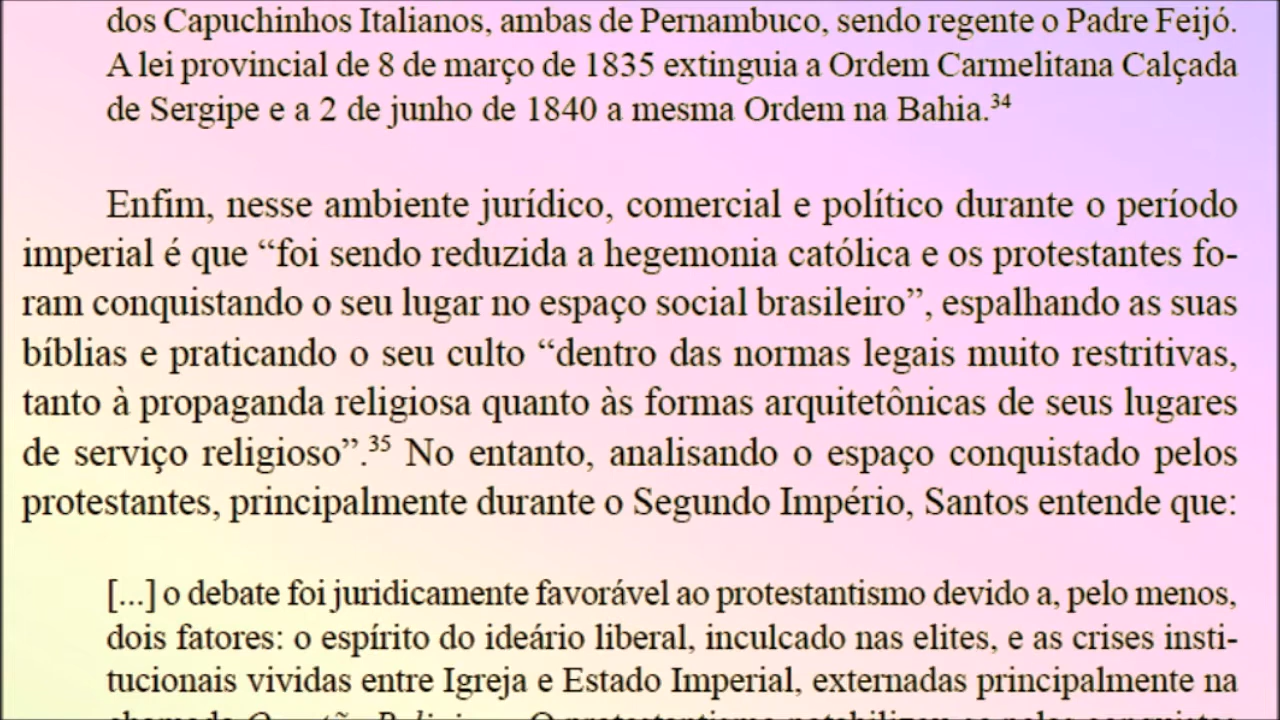 dos Capuchinhos Italianos, ambas de Pernambuco, sendo regente o Padre Feijó.
A lei provincial de 8 de março de 1835 extinguia a Ordem Carmelitana Calçada
de Sergipe e a 2 de junho de 1840 a mesma Ordem na Bahia.³⁴
Enfim, nesse ambiente jurídico, comercial e político durante o período
imperial é que “foi sendo reduzida a hegemonia católica e os protestantes fo-
ram conquistando o seu lugar no espaço social brasileiro”, espalhando as suas
bíblias e praticando o seu culto “dentro das normas legais muito restritivas,
tanto à propaganda religiosa quanto às formas arquitetônicas de seus lugares
de serviço religioso”.³⁵ No entanto, analisando o espaço conquistado pelos
protestantes, principalmente durante o Segundo Império, Santos entende que:
[...] o debate foi juridicamente favorável ao protestantismo devido a, pelo menos,
dois fatores: o espírito do ideário liberal, inculcado nas elites, e as crises insti-
tucionais vividas entre Igreja e Estado Imperial, externadas principalmente na